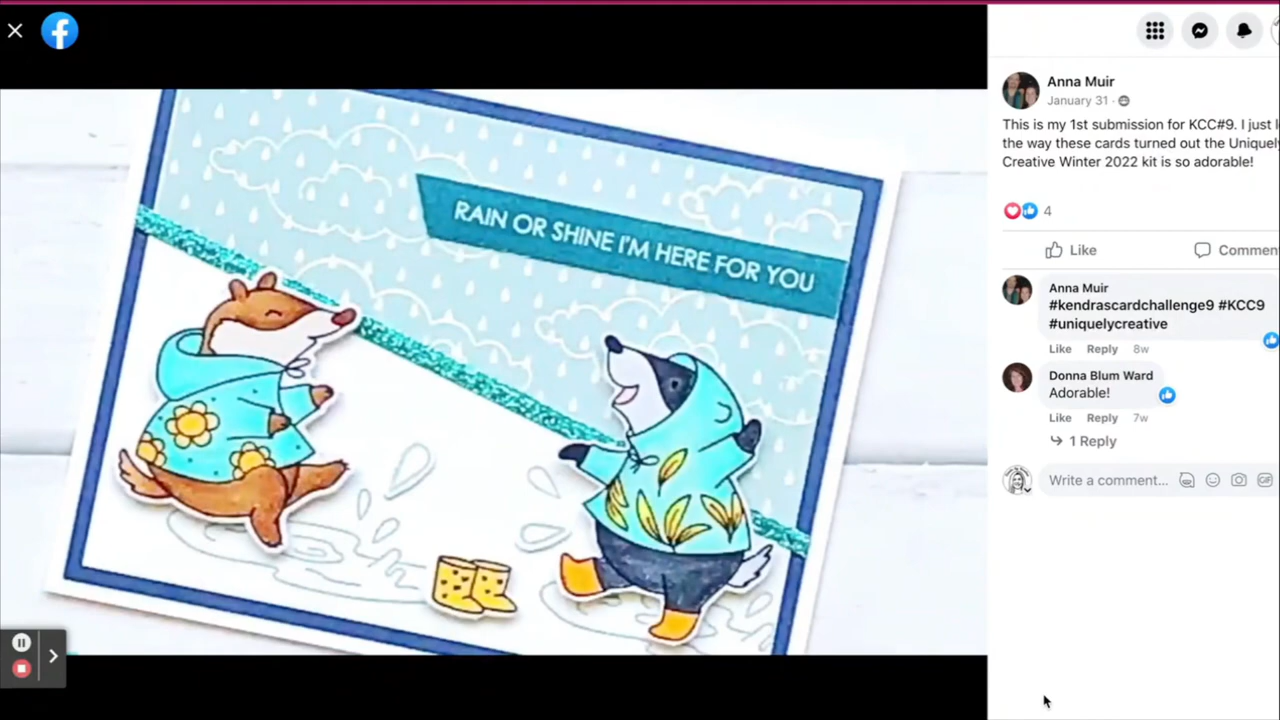 RAIN OR SHINE I'M HERE FOR YOU
Anna Muir
January 31 ·
This is my 1st submission for KCC#9. I just
the way these cards turned out the Uniquely
Creative Winter 2022 kit is so adorable!
4
Like
Commen
Anna Muir
#kendrascardchallenge9 #KCC9
#uniquelycreative
Like Reply 8w
Donna Blum Ward
Adorable!
Like Reply 7w
1 Reply
Write a comment...
GIF